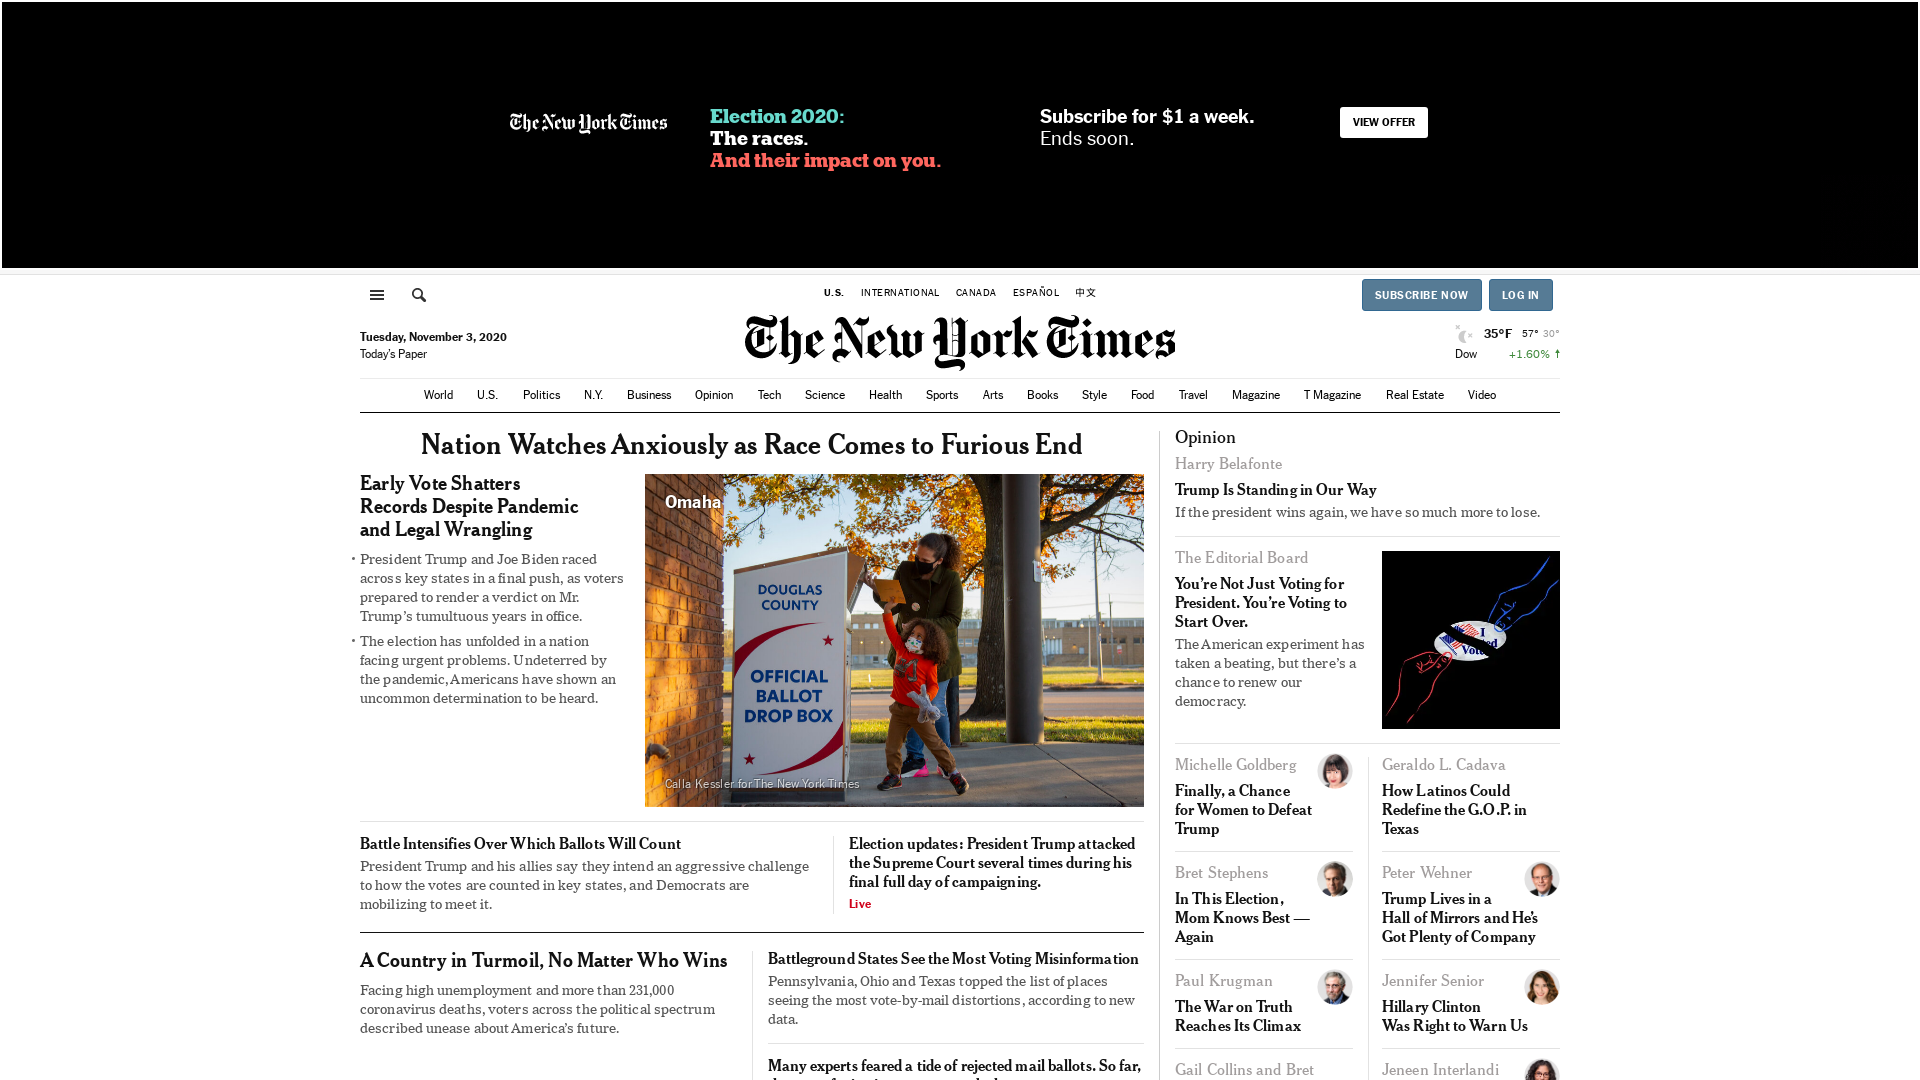 The New York Times
Election 2020:
The races.
And their impact on you.
Subscribe for $1 a week.
Ends soon.
VIEW OFFER
U.S. INTERNATIONAL CANADA ESPAÑOL 中文
SUBSCRIBE NOW LOG IN
Tuesday, November 3, 2020
Today's Paper
The New York Times
35°F 57° 30°
Dow +1.60% ↑
World U.S. Politics N.Y. Business Opinion Tech Science Health Sports Arts Books Style Food Travel Magazine T Magazine Real Estate Video
Nation Watches Anxiously as Race Comes to Furious End
Early Vote Shatters
Records Despite Pandemic
and Legal Wrangling
• President Trump and Joe Biden raced
across key states in a final push, as voters
prepared to render a verdict on Mr.
Trump’s tumultuous years in office.
• The election has unfolded in a nation
facing urgent problems. Undeterred by
the pandemic, Americans have shown an
uncommon determination to be heard.
Omaha
DOUGLAS
COUNTY
OFFICIAL
BALLOT
DROP BOX
Calla Kessler for The New York Times
Battle Intensifies Over Which Ballots Will Count
President Trump and his allies say they intend an aggressive challenge
to how the votes are counted in key states, and Democrats are
mobilizing to meet it.
Election updates: President Trump attacked
the Supreme Court several times during his
final full day of campaigning.
Live
A Country in Turmoil, No Matter Who Wins
Facing high unemployment and more than 231,000
coronavirus deaths, voters across the political spectrum
described unease about America’s future.
Battleground States See the Most Voting Misinformation
Pennsylvania, Ohio and Texas topped the list of places
seeing the most vote-by-mail distortions, according to new
data.
Many experts feared a tide of rejected mail ballots. So far,
Opinion
Harry Belafonte
Trump Is Standing in Our Way
If the president wins again, we have so much more to lose.
The Editorial Board
You’re Not Just Voting for
President. You’re Voting to
Start Over.
The American experiment has
taken a beating, but there’s a
chance to renew our
democracy.
Michelle Goldberg
Finally, a Chance
for Women to Defeat
Trump
Geraldo L. Cadava
How Latinos Could
Redefine the G.O.P. in
Texas
Bret Stephens
In This Election,
Mom Knows Best —
Again
Peter Wehner
Trump Lives in a
Hall of Mirrors and He’s
Got Plenty of Company
Paul Krugman
The War on Truth
Reaches Its Climax
Jennifer Senior
Hillary Clinton
Was Right to Warn Us
Gail Collins and Bret
Jeneen Interlandi